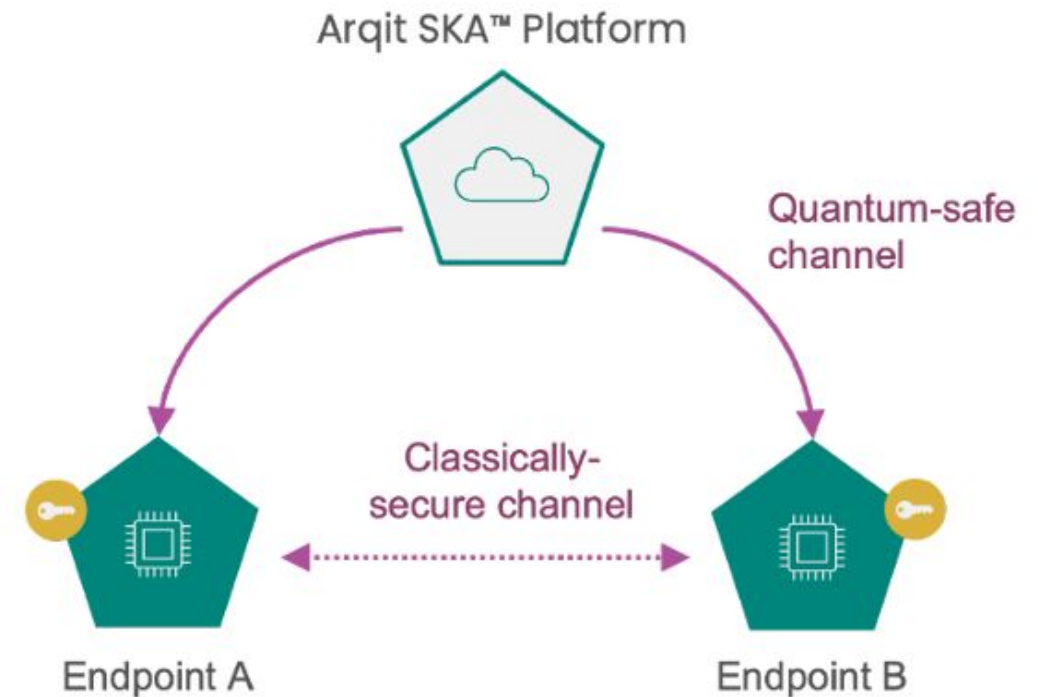 Arqit SKA™ Platform
Quantum-safe
channel
Classically-
secure channel
Endpoint A
Endpoint B